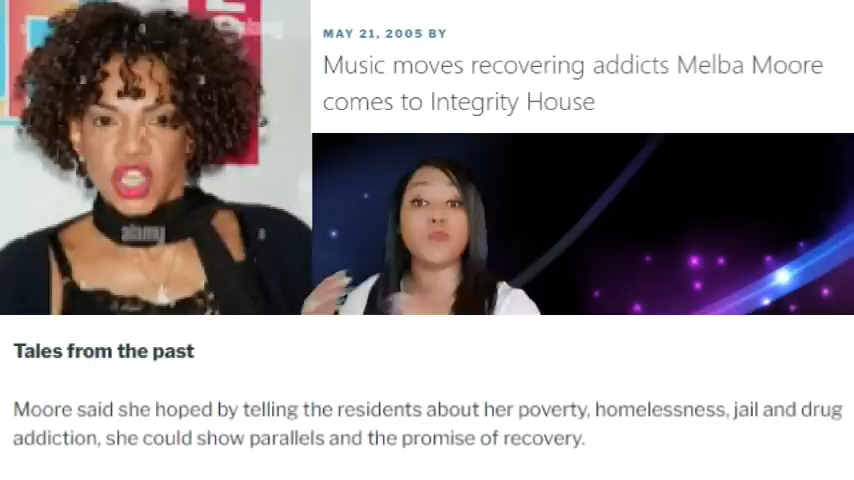 MAY 21, 2005 BY
Music moves recovering addicts Melba Moore
comes to Integrity House
alamy
Tales from the past
Moore said she hoped by telling the residents about her poverty, homelessness, jail and drug
addiction, she could show parallels and the promise of recovery.